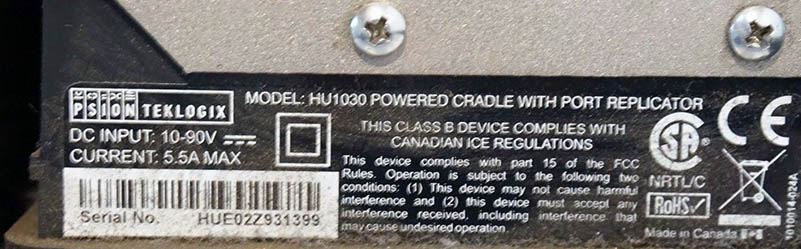 PSION TEKLOGIX
MODEL: HU1030 POWERED CRADLE WITH PORT REPLICATOR
DC INPUT: 10-90V
CURRENT: 5.5A MAX
Serial No. HUE02Z931399
THIS CLASS B DEVICE COMPLIES WITH
CANADIAN ICE REGULATIONS
This device complies with part 15 of the FCC
Rules. Operation is subject to the following two
conditions: (1) This device may not cause harmful
interference and (2) this device must accept any
interference received, including interference that
may cause undesired operation.
SA
NRTL/C
RoHS
CE
Made in Canada
1010014-024A